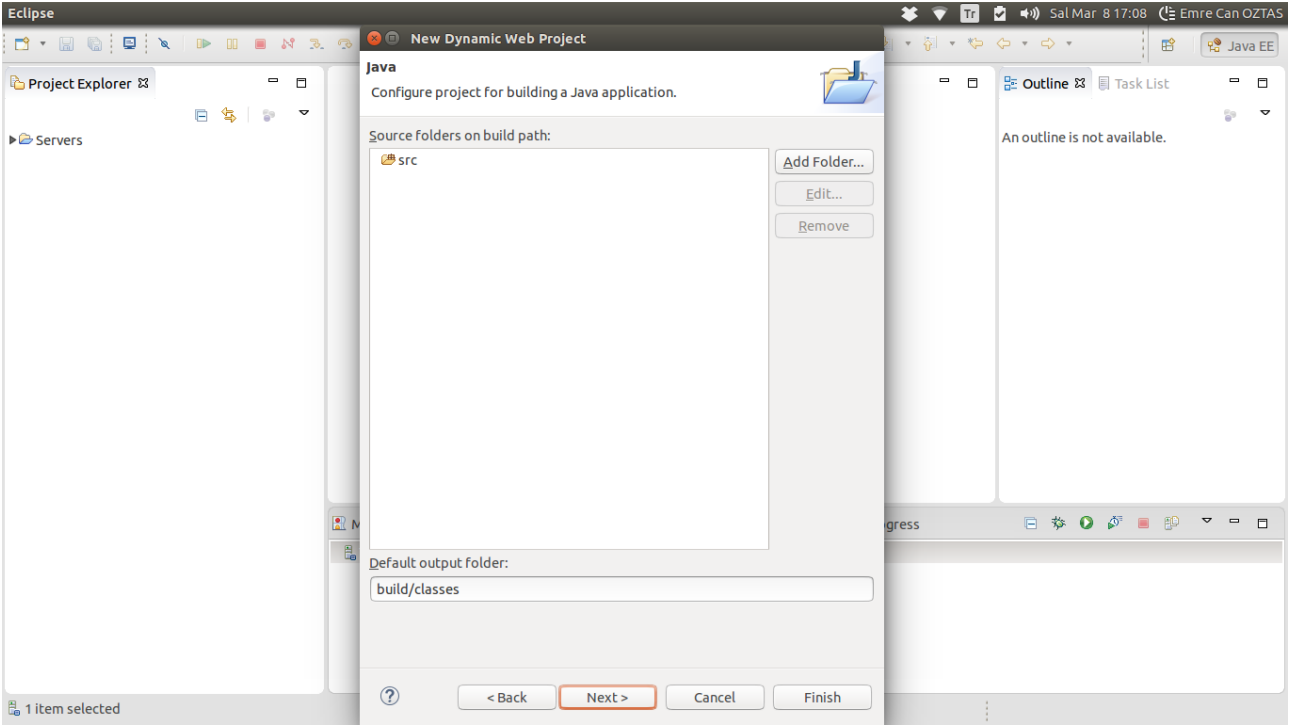 Eclipse
Tr
Sal Mar 8 17:08
Emre Can OZTAS
Java EE
Project Explorer
Servers
New Dynamic Web Project
Java
Configure project for building a Java application.
Source folders on build path:
src
Add Folder...
Edit...
Remove
Default output folder:
build/classes
?
< Back
Next >
Cancel
Finish
Outline
Task List
An outline is not available.
M
gress
1 item selected